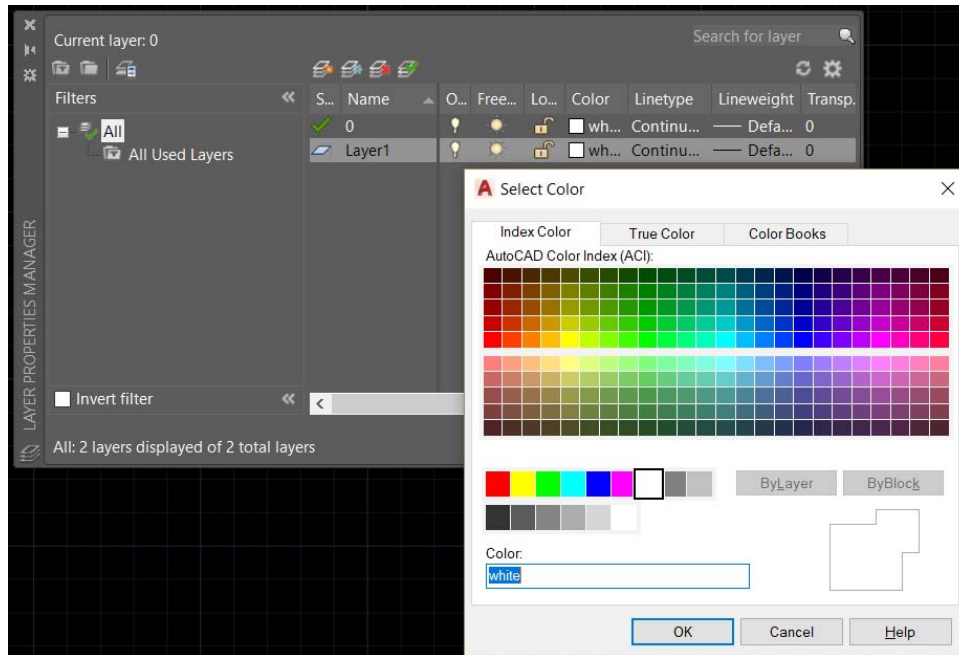 Current layer: 0
Search for layer
Filters
S... Name O... Free... Lo... Color Linetype Lineweight Transp.
0 wh... Continu... Defa... 0
Layer1 wh... Continu... Defa... 0
All
All Used Layers
Invert filter
All: 2 layers displayed of 2 total layers
LAYER PROPERTIES MANAGER
A Select Color
Index Color True Color Color Books
AutoCAD Color Index (ACI):
ByLayer ByBlock
Color:
white
OK Cancel Help